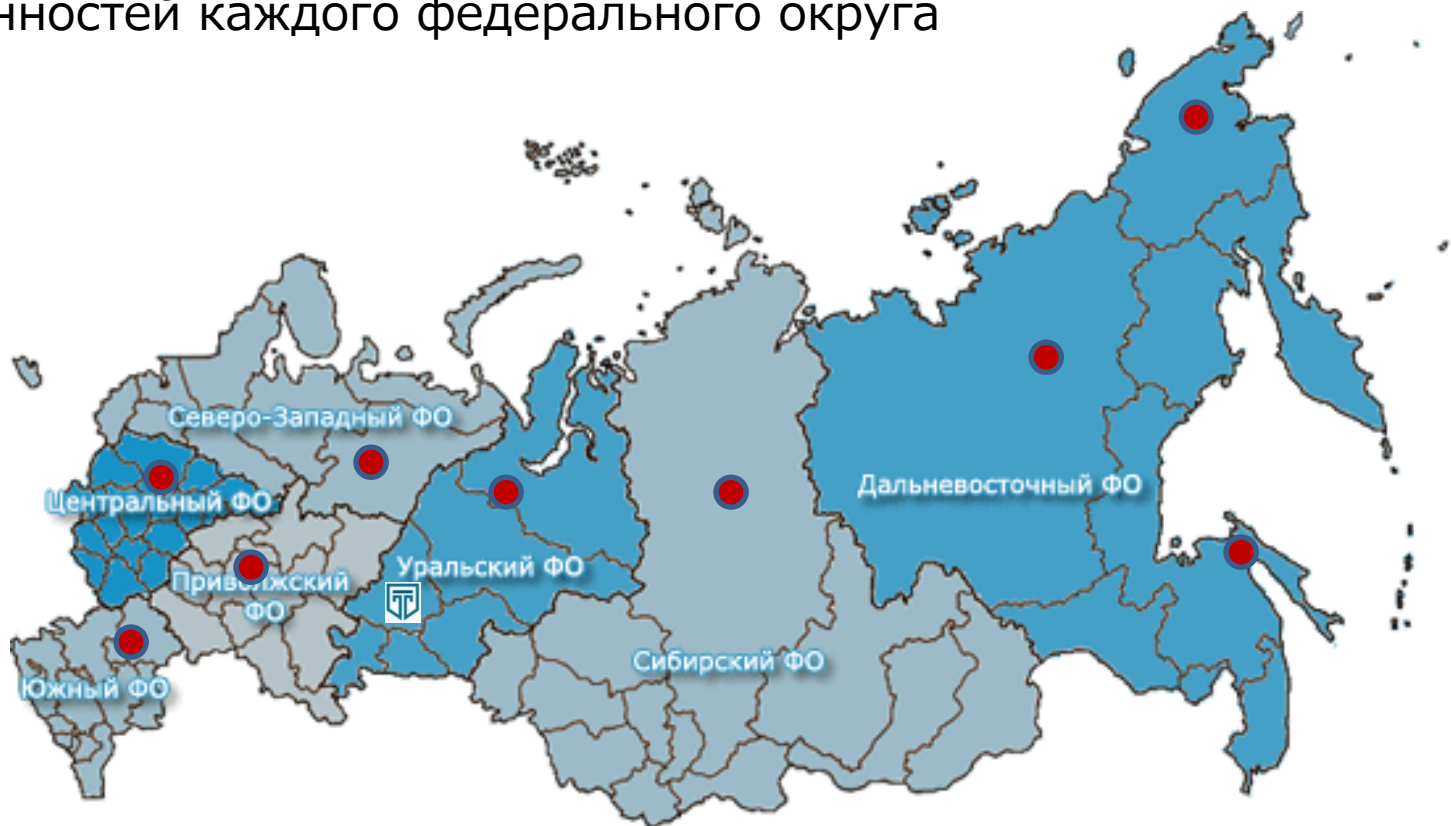 нностей каждого федерального округа
Северо-Западный ФО
Центральный ФО
Дальневосточный ФО
Уральский ФО
Приволжский
ФО
Сибирский ФО
Южный ФО